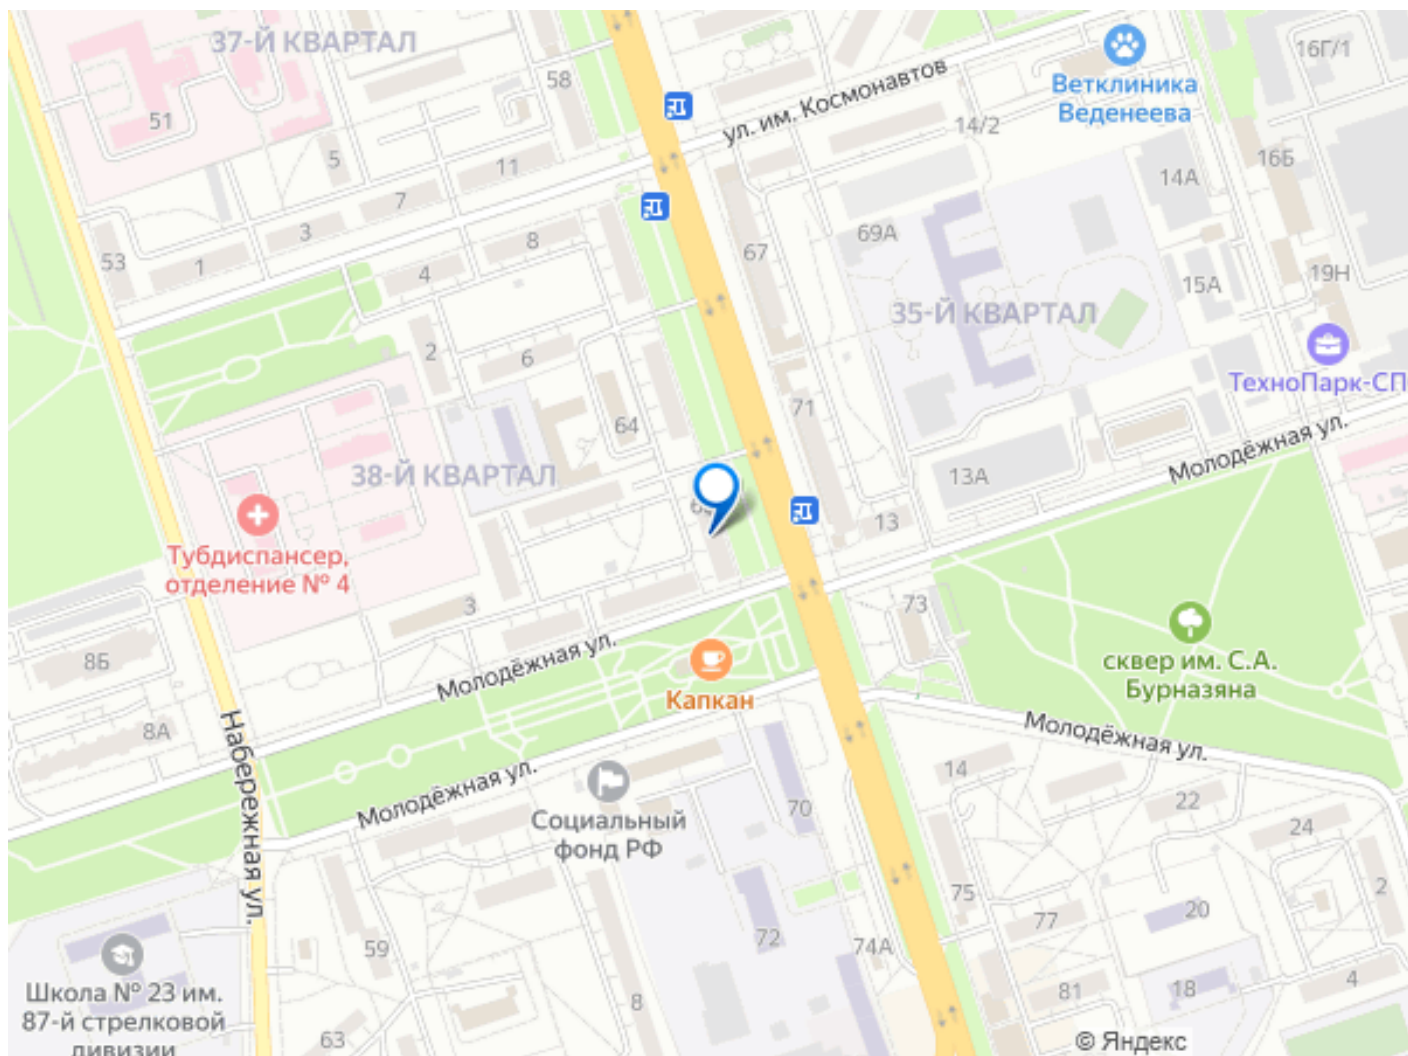 37-Й КВАРТАЛ
51
58
5
11
7
3
1
53
ул. им. Космонавтов
Ветклиника
Веденеева
16Г/1
14/2
16Б
14А
67
69А
8
4
15А
19Н
35-Й КВАРТАЛ
2
6
ТехноПарк-СП
71
64
38-Й КВАРТАЛ
Молодёжная ул.
13А
13
Тубдиспансер,
отделение № 4
3
73
8Б
8А
Молодёжная ул.
Капкан
сквер им. С.А.
Бурназяна
Молодёжная ул.
Набережная ул.
Молодёжная ул.
Социальный
фонд РФ
70
14
22
24
2
75
77
20
72
74А
59
Школа № 23 им.
87-й стрелковой
дивизии
63
8
81
18
4
© Яндекс